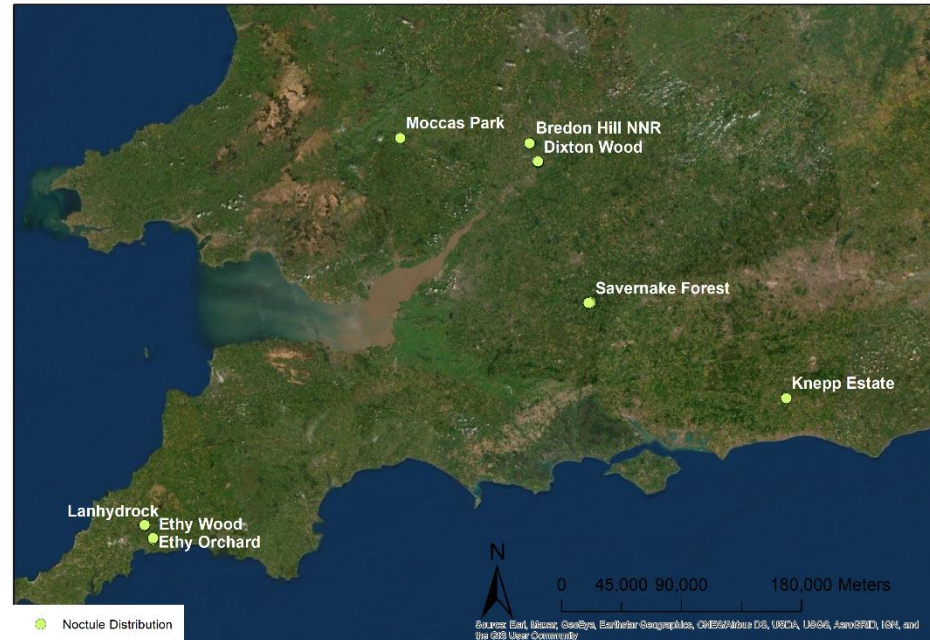 Moccas Park
Bredon Hill NNR
Dixton Wood
Savernake Forest
Knepp Estate
Lanhydrock
Ethy Wood
Ethy Orchard
N
0 45,000 90,000 180,000 Meters
Noctule Distribution
Source: Esri, Maxar, GeoEye, Earthstar Geographics, CNES/Airbus DS, USDA, USGS, AeroGRID, IGN, and
the GIS User Community